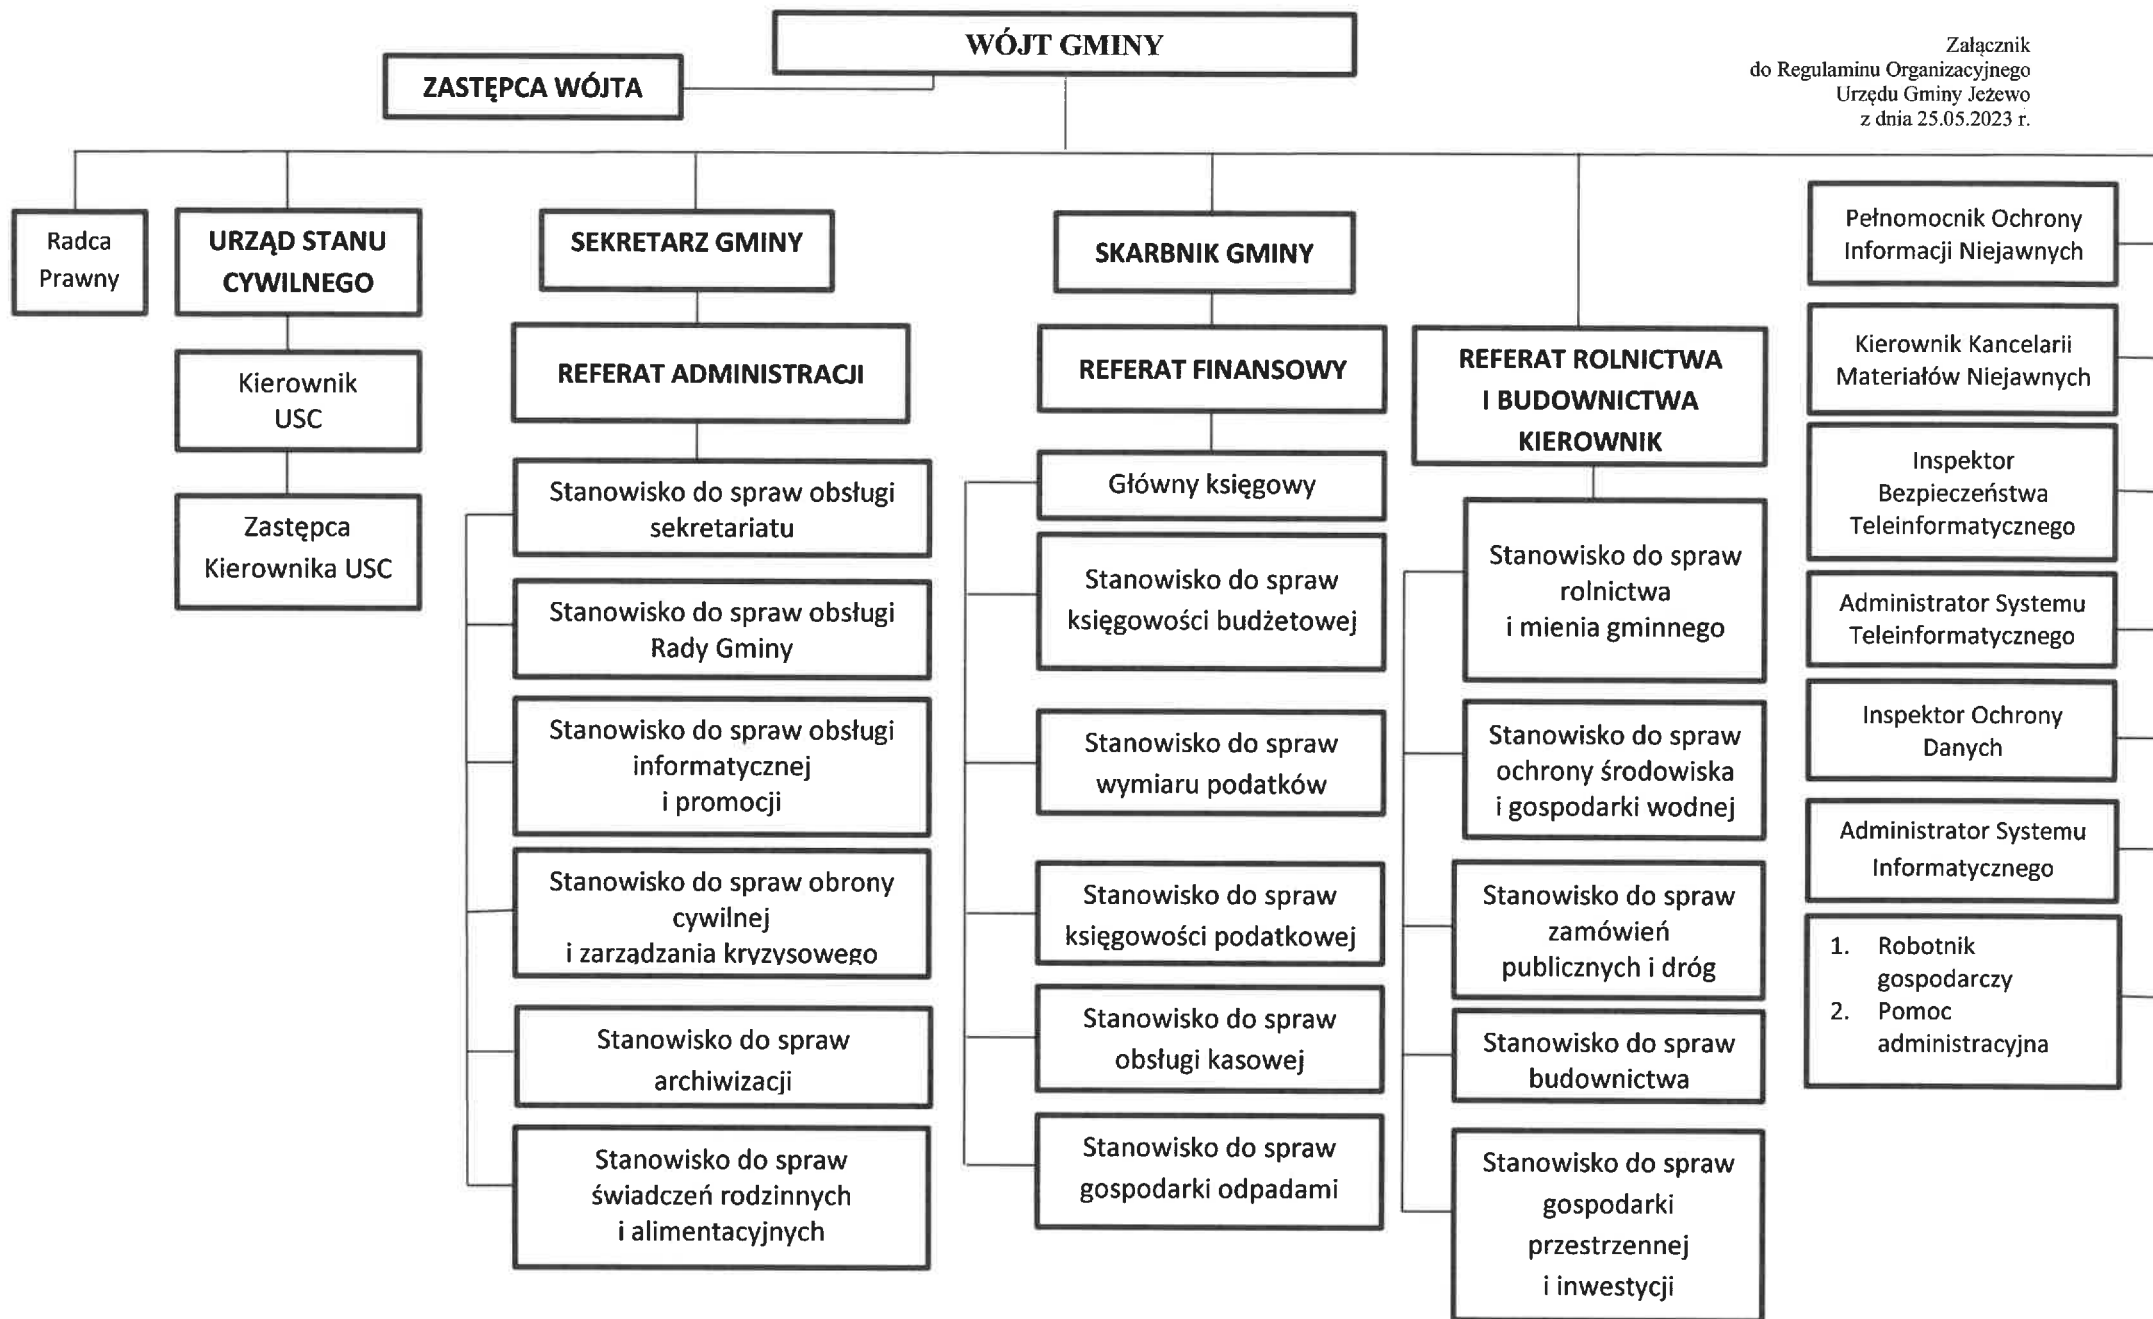 WÓJT GMINY
ZASTĘPCA WÓJTA
Załącznik
do Regulaminu Organizacyjnego
Urzędu Gminy Jeżewo
z dnia 25.05.2023 r.
Radca
Prawny
URZĄD STANU
CYWILNEGO
Kierownik
USC
Zastępca
Kierownika USC
SEKRETARZ GMINY
REFERAT ADMINISTRACJI
Stanowisko do spraw obsługi
sekretariatu
Stanowisko do spraw obsługi
Rady Gminy
Stanowisko do spraw obsługi
informatycznej
i promocji
Stanowisko do spraw obrony
cywilnej
i zarządzania kryzysowego
Stanowisko do spraw
archiwizacji
Stanowisko do spraw
świadczeń rodzinnych
i alimentacyjnych
SKARBNIK GMINY
REFERAT FINANSOWY
Główny księgowy
Stanowisko do spraw
księgowości budżetowej
Stanowisko do spraw
wymiaru podatków
Stanowisko do spraw
księgowości podatkowej
Stanowisko do spraw
obsługi kasowej
Stanowisko do spraw
gospodarki odpadami
REFERAT ROLNICTWA
I BUDOWNICTWA
KIEROWNIK
Stanowisko do spraw
rolnictwa
i mienia gminnego
Stanowisko do spraw
ochrony środowiska
i gospodarki wodnej
Stanowisko do spraw
zamówień
publicznych i dróg
Stanowisko do spraw
budownictwa
Stanowisko do spraw
gospodarki
przestrzennej
i inwestycji
Pełnomocnik Ochrony
Informacji Niejawnych
Kierownik Kancelarii
Materiałów Niejawnych
Inspektor
Bezpieczeństwa
Teleinformatycznego
Administrator Systemu
Teleinformatycznego
Inspektor Ochrony
Danych
Administrator Systemu
Informatycznego
1. Robotnik
gospodarczy
2. Pomoc
administracyjna